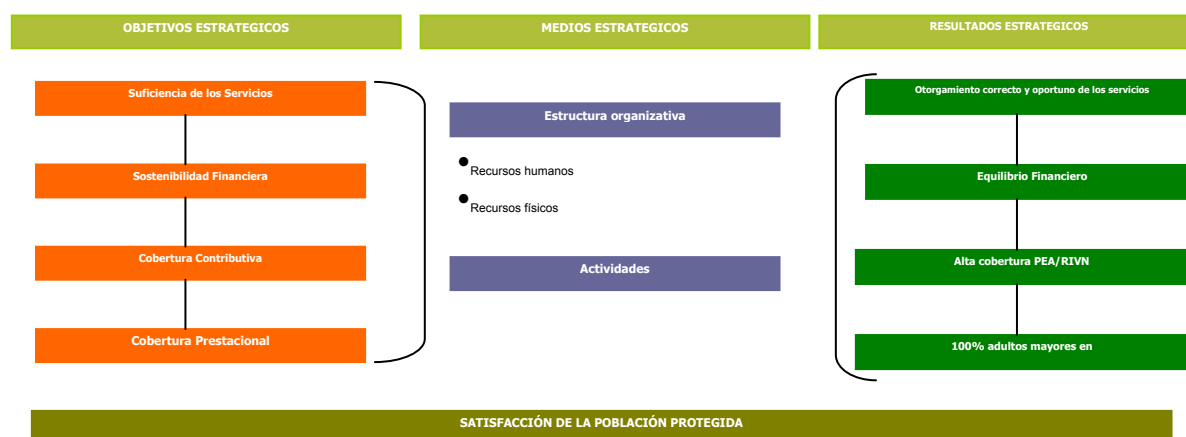 OBJETIVOS ESTRATEGICOS
Suficiencia de los Servicios
Sostenibilidad Financiera
Cobertura Contributiva
Cobertura Prestacional
MEDIOS ESTRATEGICOS
Estructura organizativa
● Recursos humanos
● Recursos físicos
Actividades
RESULTADOS ESTRATEGICOS
Otorgamiento correcto y oportuno de los servicios
Equilibrio Financiero
Alta cobertura PEA/RIVN
100% adultos mayores en
SATISFACCIÓN DE LA POBLACIÓN PROTEGIDA